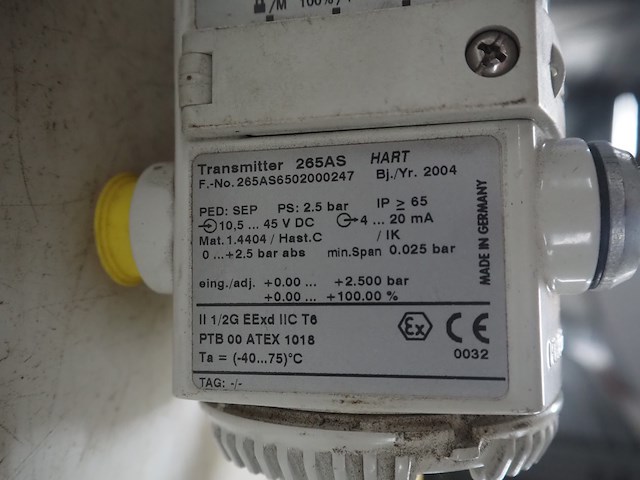 /M 100%
Transmitter 265AS HART
F.-No. 265AS6502000247 Bj./Yr. 2004
PED: SEP PS: 2.5 bar IP ≥ 65
10,5 ... 45 V DC 4 ... 20 mA
Mat. 1.4404 / Hast.C / IK
0 ...+2.5 bar abs min.Span 0.025 bar
eing./adj. +0.00 ... +2.500 bar
+0.00 ... +100.00 %
MADE IN GERMANY
II 1/2G EExd IIC T6
PTB 00 ATEX 1018
Ta = (-40...75)°C
Ex CE
0032
TAG: -/-